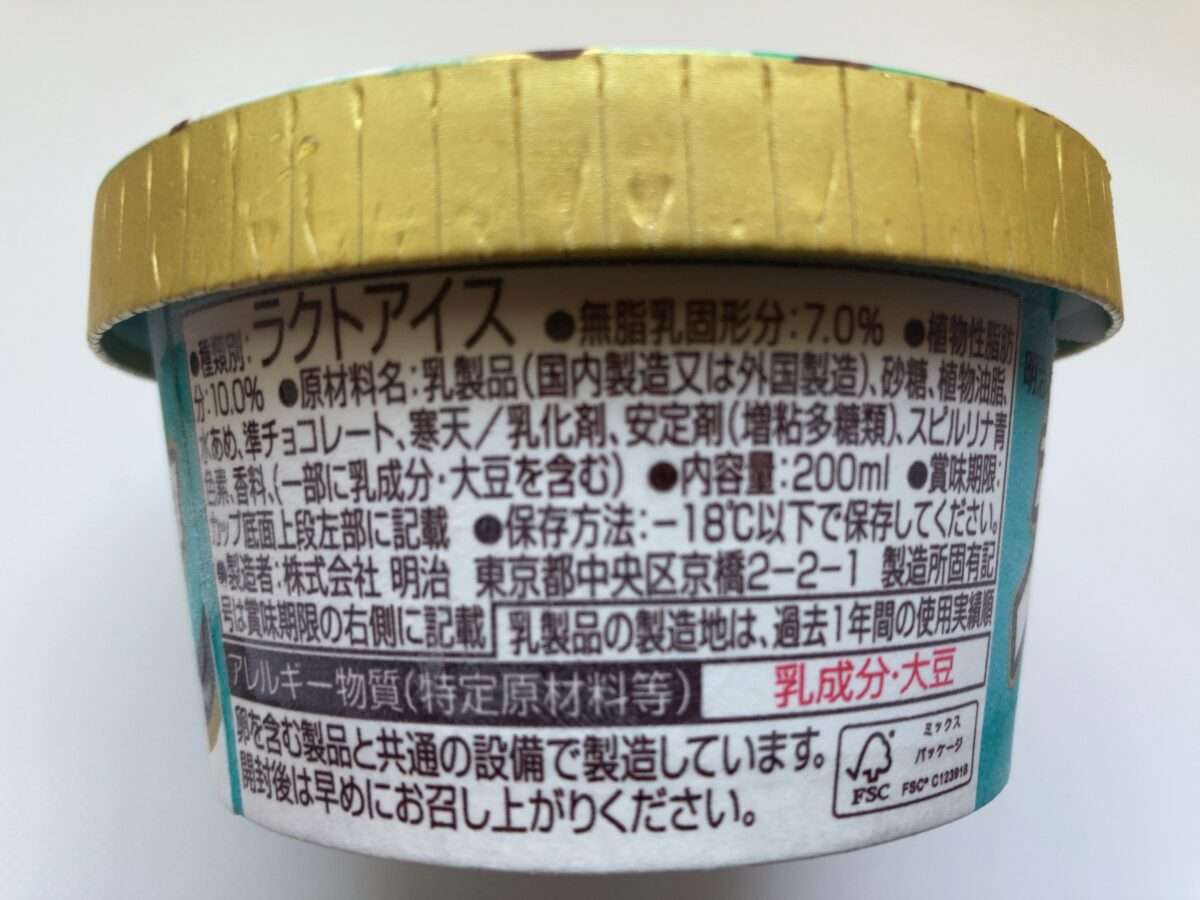 ●種類別:ラクトアイス ●無脂乳固形分:7.0% ●植物性脂肪
分:10.0% ●原材料名:乳製品(国内製造又は外国製造)、砂糖、植物油脂、
水あめ、準チョコレート、寒天/乳化剤、安定剤(増粘多糖類)、スピルリナ青
色素、香料、(一部に乳成分・大豆を含む) ●内容量:200ml ●賞味期限:
カップ底面上段左部に記載 ●保存方法:-18℃以下で保存してください。
●製造者:株式会社 明治 東京都中央区京橋2-2-1 製造所固有記
号は賞味期限の右側に記載 乳製品の製造地は、過去1年間の使用実績順
アレルギー物質(特定原材料等) 乳成分・大豆
卵を含む製品と共通の設備で製造しています。
開封後は早めにお召し上がりください。
ミックス
パッケージ
FSC FSC® C123918